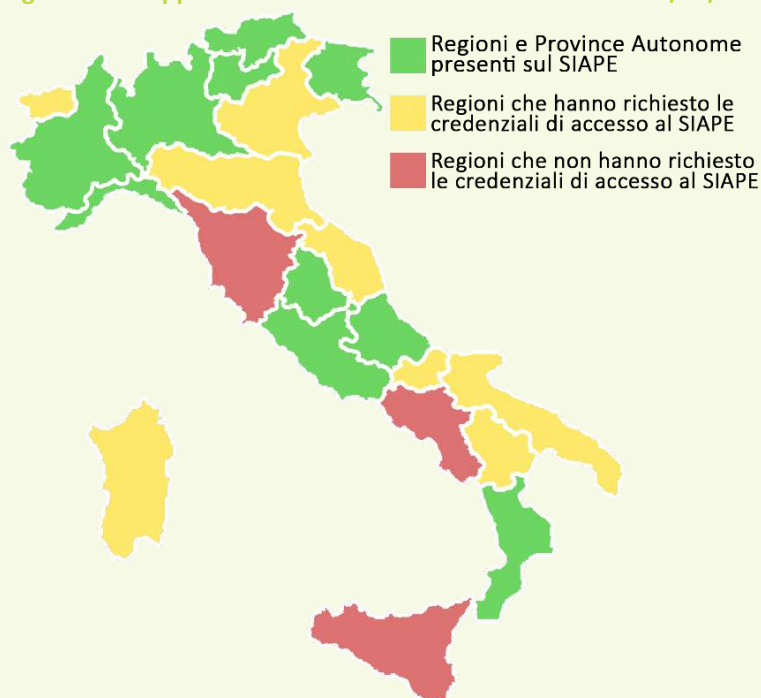 Regioni e Province Autonome
presenti sul SIAPE
Regioni che hanno richiesto le
credenziali di accesso al SIAPE
Regioni che non hanno richiesto
le credenziali di accesso al SIAPE